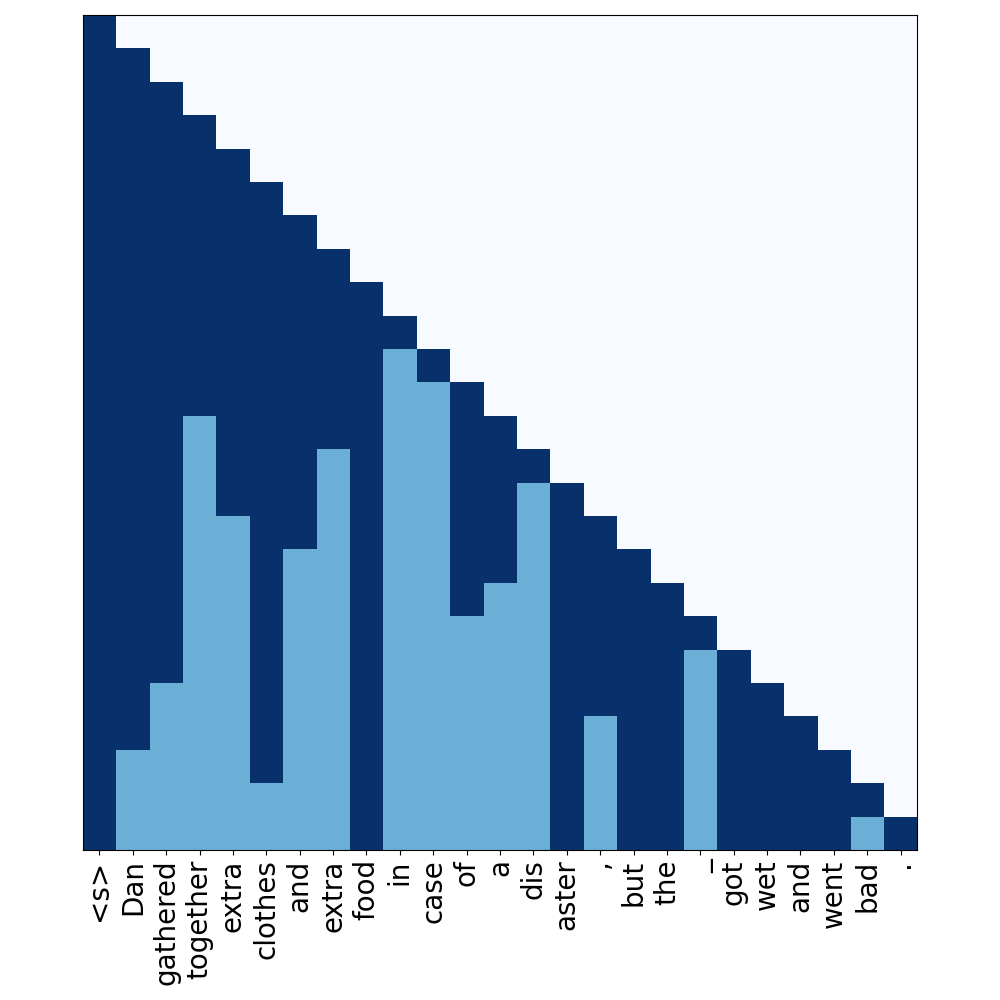 <s> Dan gathered together extra clothes and extra food in case of a dis aster , but the _ got wet and went bad .